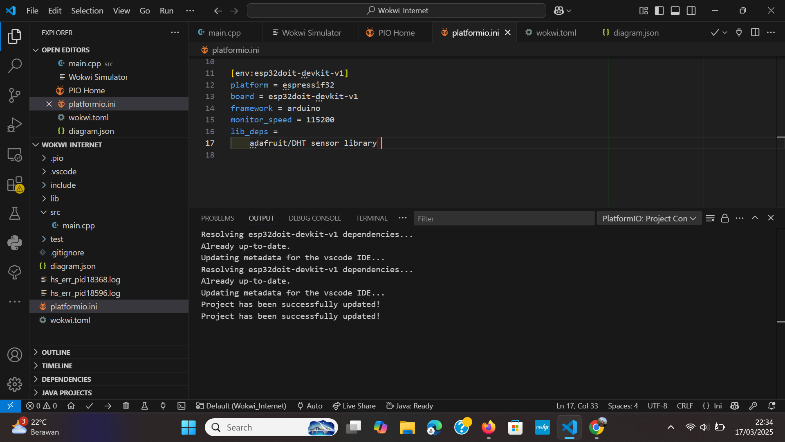 File Edit Selection View Go Run ··· Wokwi Internet
EXPLORER ···
OPEN EDITORS
main.cpp src
Wokwi Simulator
PIO Home
platformio.ini
wokwi.toml
{} diagram.json
WOKWI INTERNET
.pio
.vscode
include
lib
src
main.cpp
test
.gitignore
{} diagram.json
hs_err_pid18368.log
hs_err_pid18596.log
platformio.ini
wokwi.toml
OUTLINE
TIMELINE
DEPENDENCIES
JAVA PROJECTS
main.cpp Wokwi Simulator PIO Home platformio.ini wokwi.toml {} diagram.json
platformio.ini
10
11 [env:esp32doit-devkit-v1]
12 platform = espressif32
13 board = esp32doit-devkit-v1
14 framework = arduino
15 monitor_speed = 115200
16 lib_deps =
17 adafruit/DHT sensor library
18
PROBLEMS OUTPUT DEBUG CONSOLE TERMINAL ··· Filter PlatformIO: Project Con
Resolving esp32doit-devkit-v1 dependencies...
Already up-to-date.
Updating metadata for the vscode IDE...
Resolving esp32doit-devkit-v1 dependencies...
Already up-to-date.
Updating metadata for the vscode IDE...
Project has been successfully updated!
Project has been successfully updated!
0 0 Default (Wokwi_Internet) Auto Live Share Java: Ready Ln 17, Col 33 Spaces: 4 UTF-8 CRLF {} Ini
3 22°C
Berawan
Search
22:34
17/03/2025